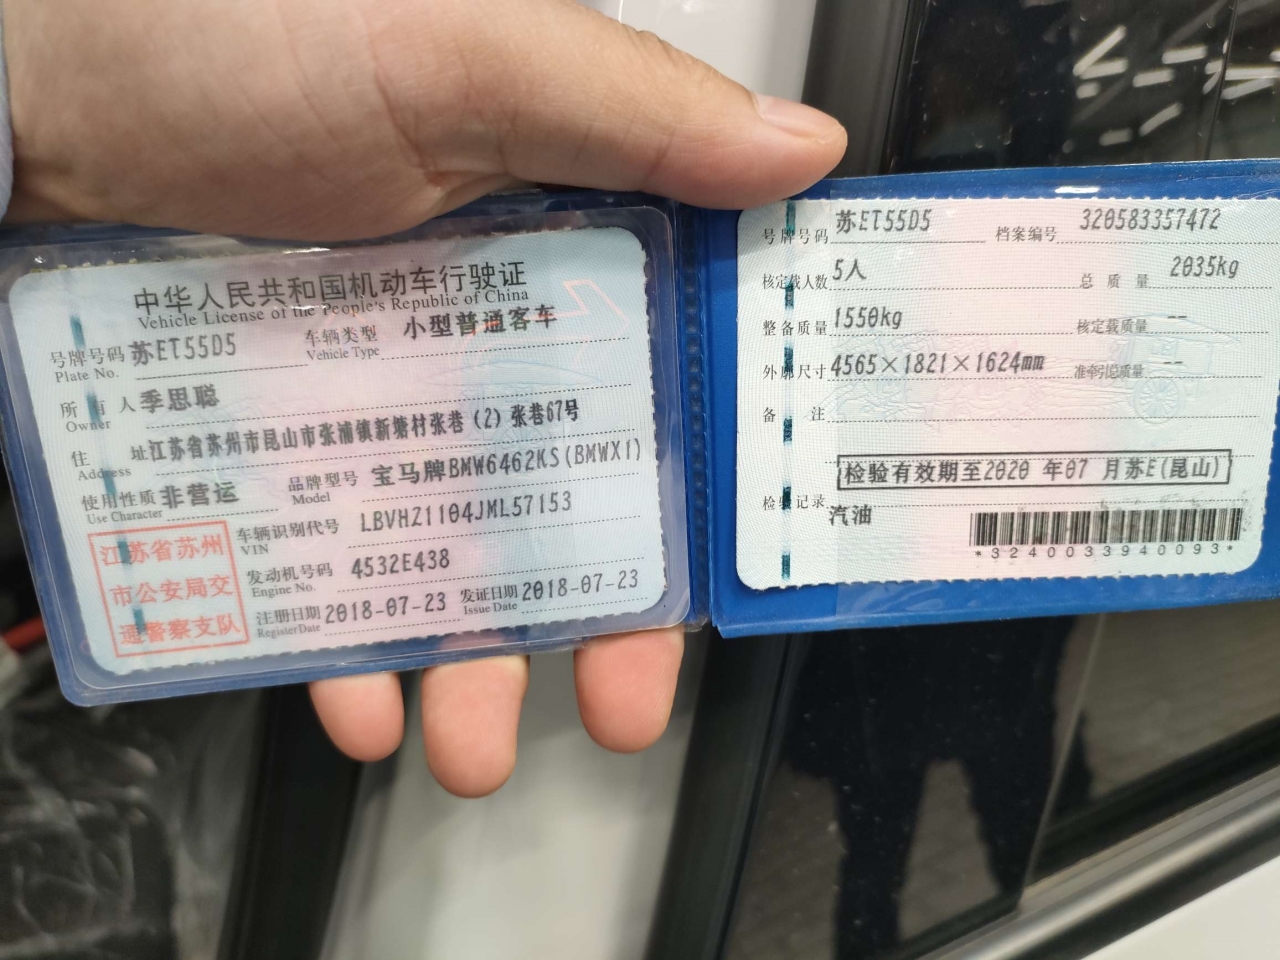 中华人民共和国机动车行驶证
Vehicle License of the People's Republic of China
号牌号码 苏ET55D5 车辆类型 小型普通客车
Plate No. Vehicle Type
所有人 季思聪
Owner
住址 江苏省苏州市昆山市张浦镇新塘村张巷(2)张巷67号
Address
使用性质 非营运 品牌型号 宝马牌BMW6462KS(BMWX1)
Use Character Model
江苏省苏州
市公安局交
通警察支队
车辆识别代号 LBVHZ1104JML57153
VIN
发动机号码 4532E438
Engine No.
注册日期 2018-07-23 发证日期 2018-07-23
Register Date Issue Date
号牌号码 苏ET55D5 档案编号 320583357472
核定载人数 5人 总质量 2035kg
整备质量 1550kg 核定载质量 --
外廓尺寸 4565×1821×1624mm 准牵引总质量 --
备注
检验有效期至2020 年07 月苏E(昆山)
检验记录
汽油
*3240033940093*